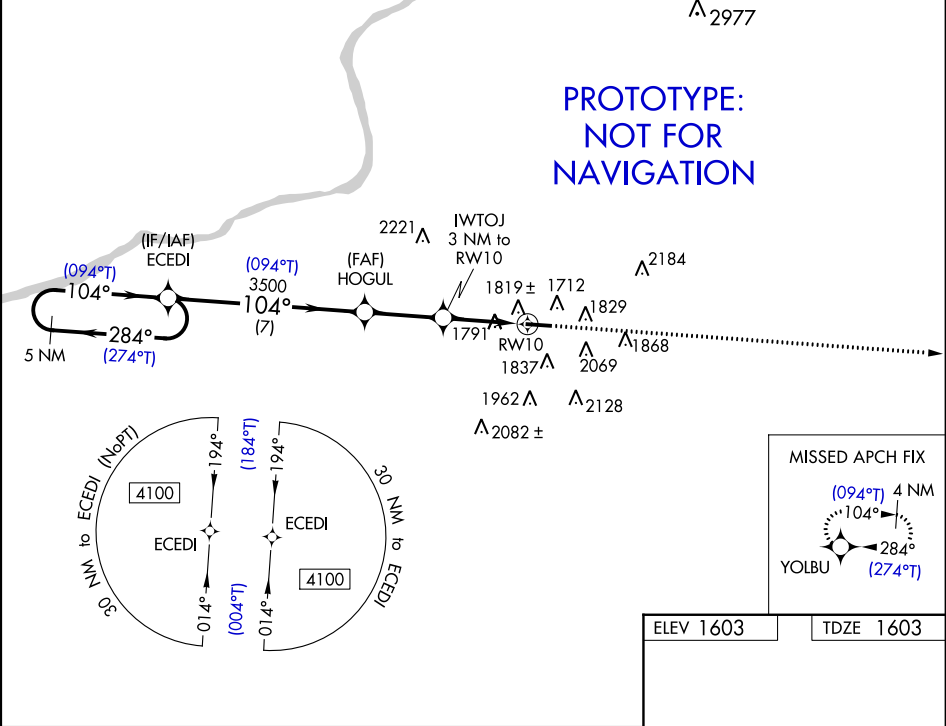 2977
PROTOTYPE:
NOT FOR
NAVIGATION
(IF/IAF)
ECEDI
(094°T)
104°
284°
(274°T)
5 NM
(094°T)
3500
104°
(7)
(FAF)
HOGUL
2221
IWTOJ
3 NM to
RW10
2184
1819 ±
1712
1829
1791
RW10
1868
1837
2069
1962
2128
2082 ±
30 NM to ECEDI (NoPT)
4100
194°
ECEDI
014°
(184°T)
(004°T)
194°
ECEDI
014°
4100
30 NM to ECEDI
MISSED APCH FIX
(094°T)
4 NM
104°
284°
YOLBU
(274°T)
ELEV 1603
TDZE 1603